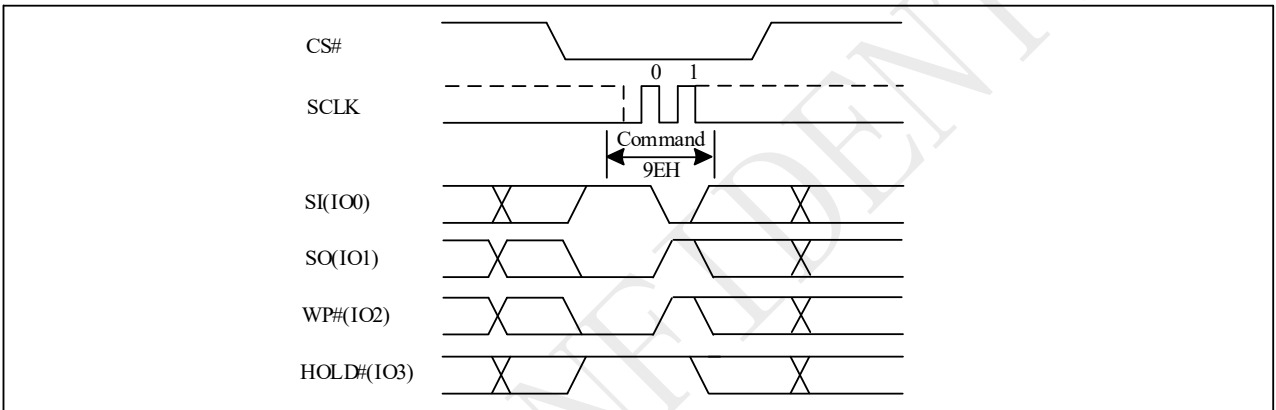 CS#
0 1
SCLK
Command
9EH
SI(IO0)
SO(IO1)
WP#(IO2)
HOLD#(IO3)